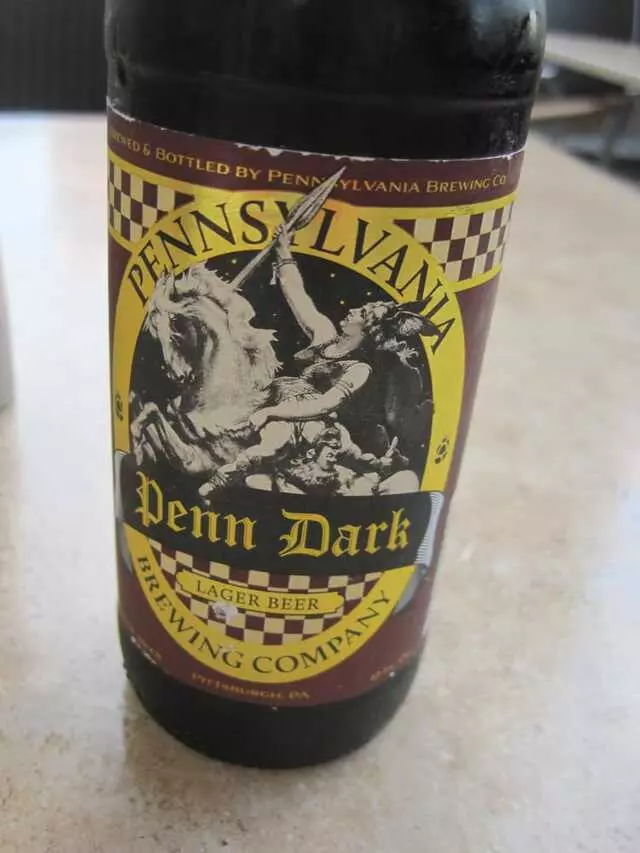 & BOTTLED BY PENNSYLVANIA BREWING CO
PENNSYLVANIA
Penn Dark
LAGER BEER
BREWING COMPANY
PITTSBURGH, PA